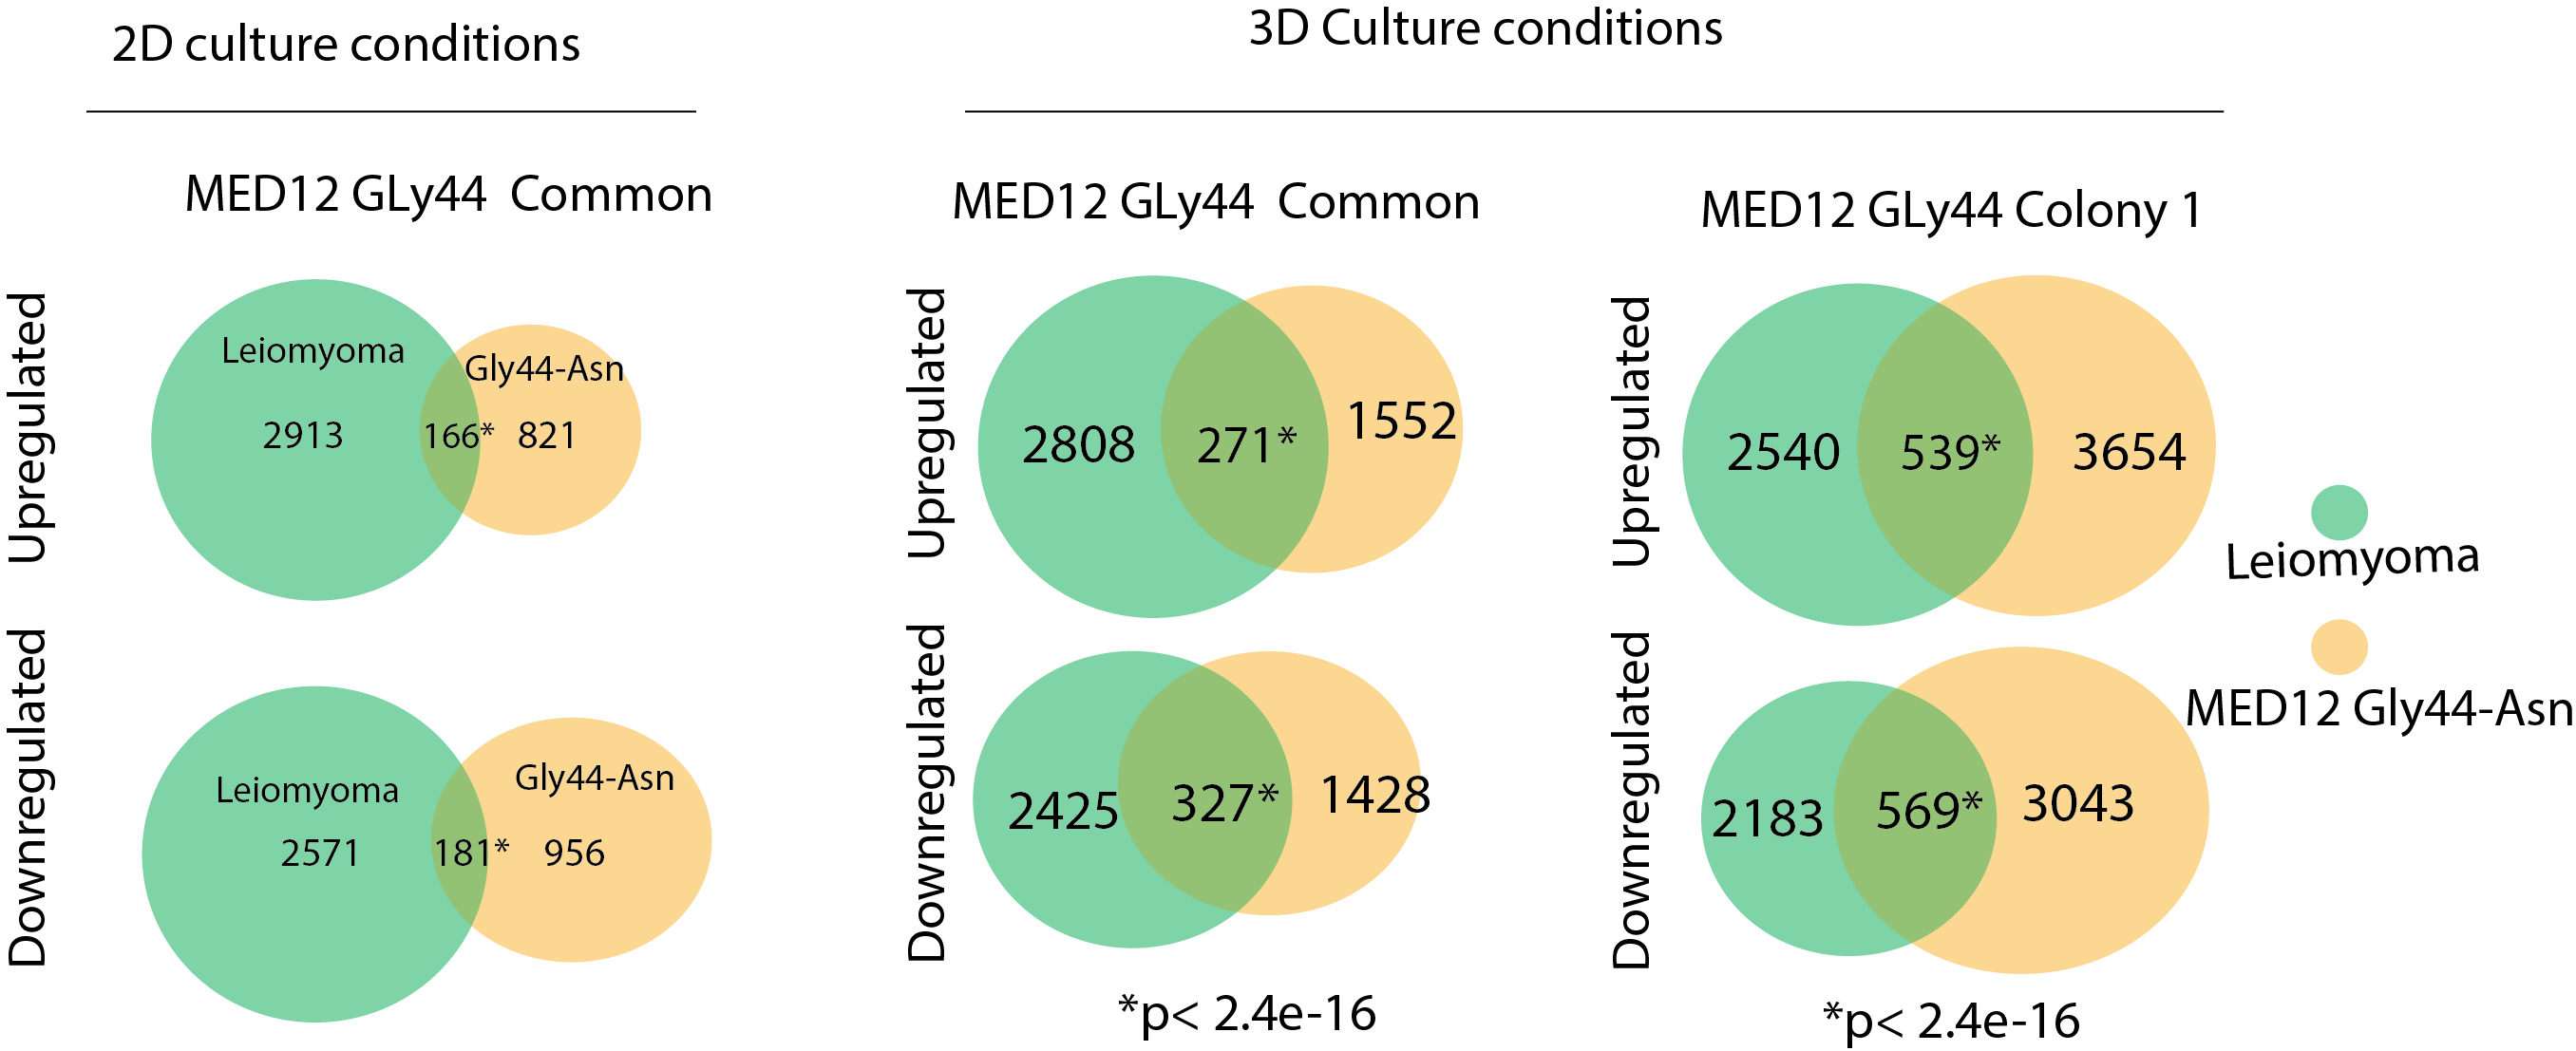 2D culture conditions
3D Culture conditions
MED12 GLy44 Common
MED12 GLy44 Common
MED12 GLy44 Colony 1
Upregulated
Leiomyoma
Gly44-Asn
2913
166*
821
Upregulated
2808
271*
1552
Upregulated
2540
539*
3654
Leiomyoma
MED12 Gly44-Asn
Downregulated
Leiomyoma
Gly44-Asn
2571
181*
956
Downregulated
2425
327*
1428
Downregulated
2183
569*
3043
*p< 2.4e-16
*p< 2.4e-16